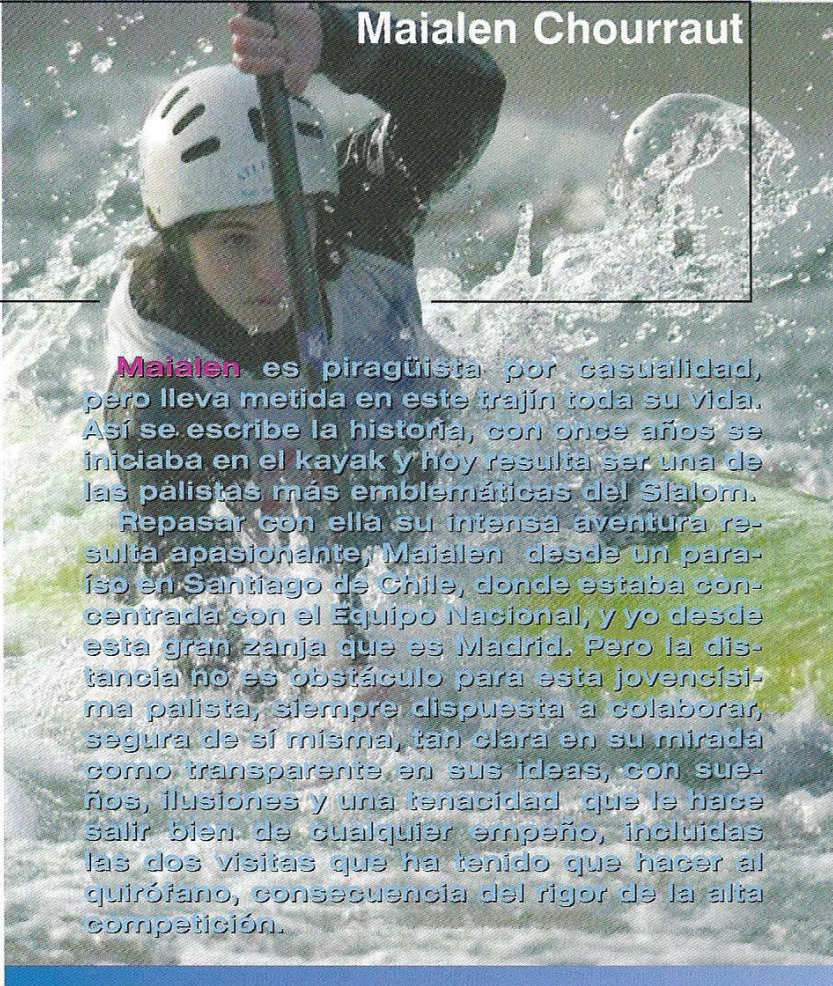 Maialen Chourraut
Maialen es piragüista por casualidad,
pero lleva metida en este trajín toda su vida.
Así se escribe la historia, con once años se
iniciaba en el kayak y hoy resulta ser una de
las palistas más emblemáticas del Slalom.
Repasar con ella su intensa aventura re-
sulta apasionante, Maialen desde un para-
íso en Santiago de Chile, donde estaba con-
centrada con el Equipo Nacional, y yo desde
esta gran zanja que es Madrid. Pero la dis-
tancia no es obstáculo para esta jovencísi-
ma palista, siempre dispuesta a colaborar,
segura de sí misma, tan clara en su mirada
como transparente en sus ideas, con sue-
ños, ilusiones y una tenacidad que le hace
salir bien de cualquier empeño, incluidas
las dos visitas que ha tenido que hacer al
quirófano, consecuencia del rigor de la alta
competición.